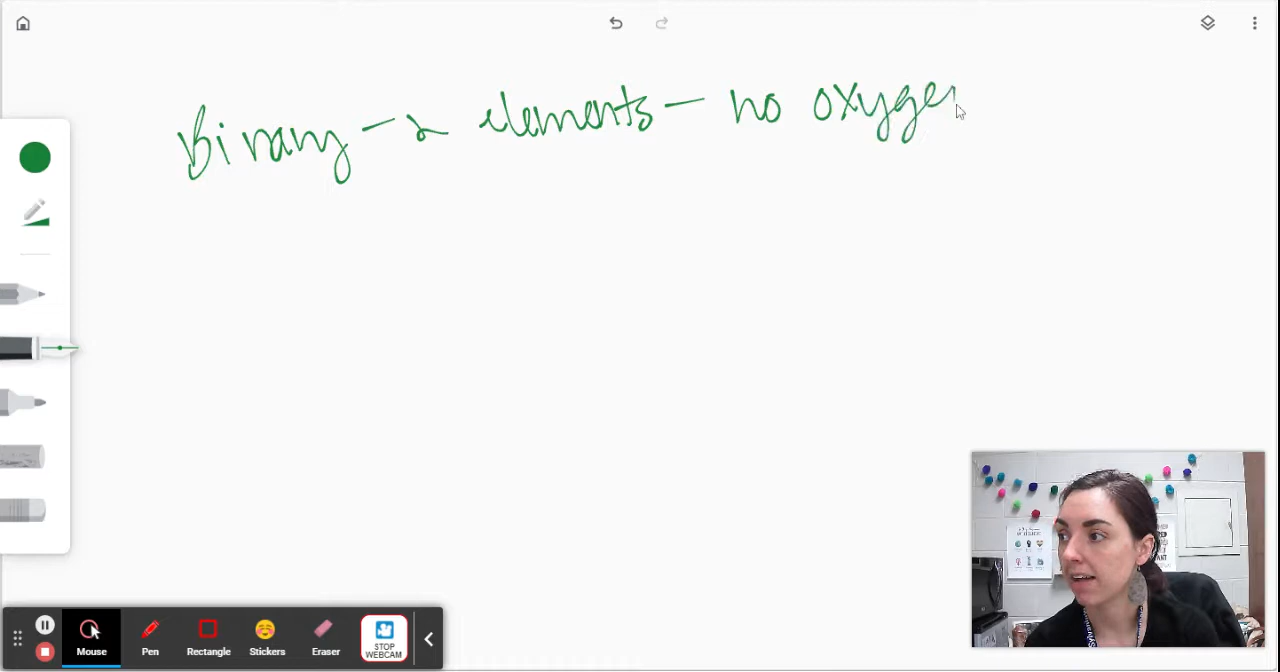 Binary - 2 elements - no oxygen
Mouse
Pen
Rectangle
Stickers
Eraser
STOP
WEBCAM